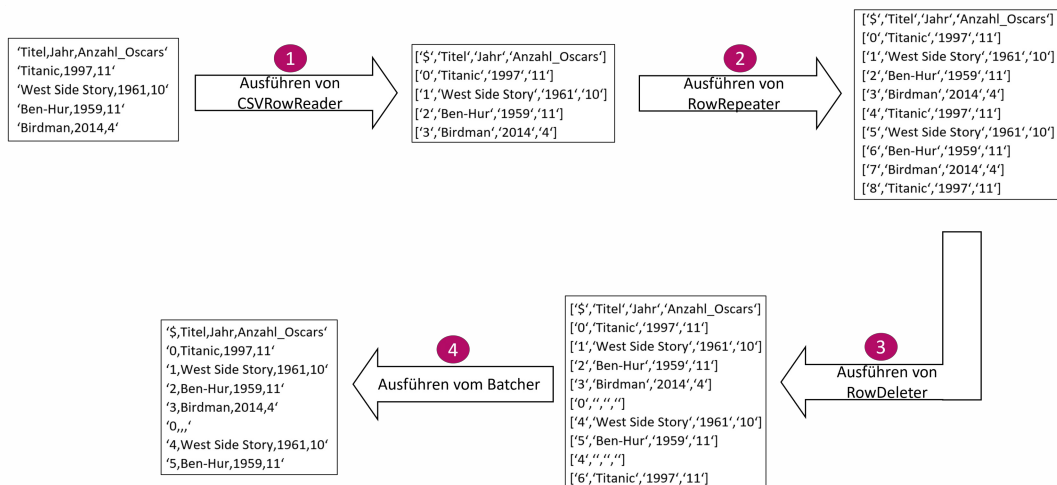 ‘Titel,Jahr,Anzahl_Oscars‘
‘Titanic,1997,11‘
‘West Side Story,1961,10‘
‘Ben-Hur,1959,11‘
‘Birdman,2014,4‘
1
Ausführen von
CSVRowReader
[‘$‘,‘Titel‘,‘Jahr‘,‘Anzahl_Oscars‘]
[‘0‘,‘Titanic‘,‘1997‘,‘11‘]
[‘1‘,‘West Side Story‘,‘1961‘,‘10‘]
[‘2‘,‘Ben-Hur‘,‘1959‘,‘11‘]
[‘3‘,‘Birdman‘,‘2014‘,‘4‘]
2
Ausführen von
RowRepeater
[‘$‘,‘Titel‘,‘Jahr‘,‘Anzahl_Oscars‘]
[‘0‘,‘Titanic‘,‘1997‘,‘11‘]
[‘1‘,‘West Side Story‘,‘1961‘,‘10‘]
[‘2‘,‘Ben-Hur‘,‘1959‘,‘11‘]
[‘3‘,‘Birdman‘,‘2014‘,‘4‘]
[‘4‘,‘Titanic‘,‘1997‘,‘11‘]
[‘5‘,‘West Side Story‘,‘1961‘,‘10‘]
[‘6‘,‘Ben-Hur‘,‘1959‘,‘11‘]
[‘7‘,‘Birdman‘,‘2014‘,‘4‘]
[‘8‘,‘Titanic‘,‘1997‘,‘11‘]
3
Ausführen von
RowDeleter
[‘$‘,‘Titel‘,‘Jahr‘,‘Anzahl_Oscars‘]
[‘0‘,‘Titanic‘,‘1997‘,‘11‘]
[‘1‘,‘West Side Story‘,‘1961‘,‘10‘]
[‘2‘,‘Ben-Hur‘,‘1959‘,‘11‘]
[‘3‘,‘Birdman‘,‘2014‘,‘4‘]
[‘0‘,‘‘,‘‘,‘‘]
[‘4‘,‘West Side Story‘,‘1961‘,‘10‘]
[‘5‘,‘Ben-Hur‘,‘1959‘,‘11‘]
[‘4‘,‘‘,‘‘,‘‘]
[‘6‘,‘Titanic‘,‘1997‘,‘11‘]
4
Ausführen vom Batcher
‘$,Titel,Jahr,Anzahl_Oscars‘
‘0,Titanic,1997,11‘
‘1,West Side Story,1961,10‘
‘2,Ben-Hur,1959,11‘
‘3,Birdman,2014,4‘
‘0,,,‘
‘4,West Side Story,1961,10‘
‘5,Ben-Hur,1959,11‘